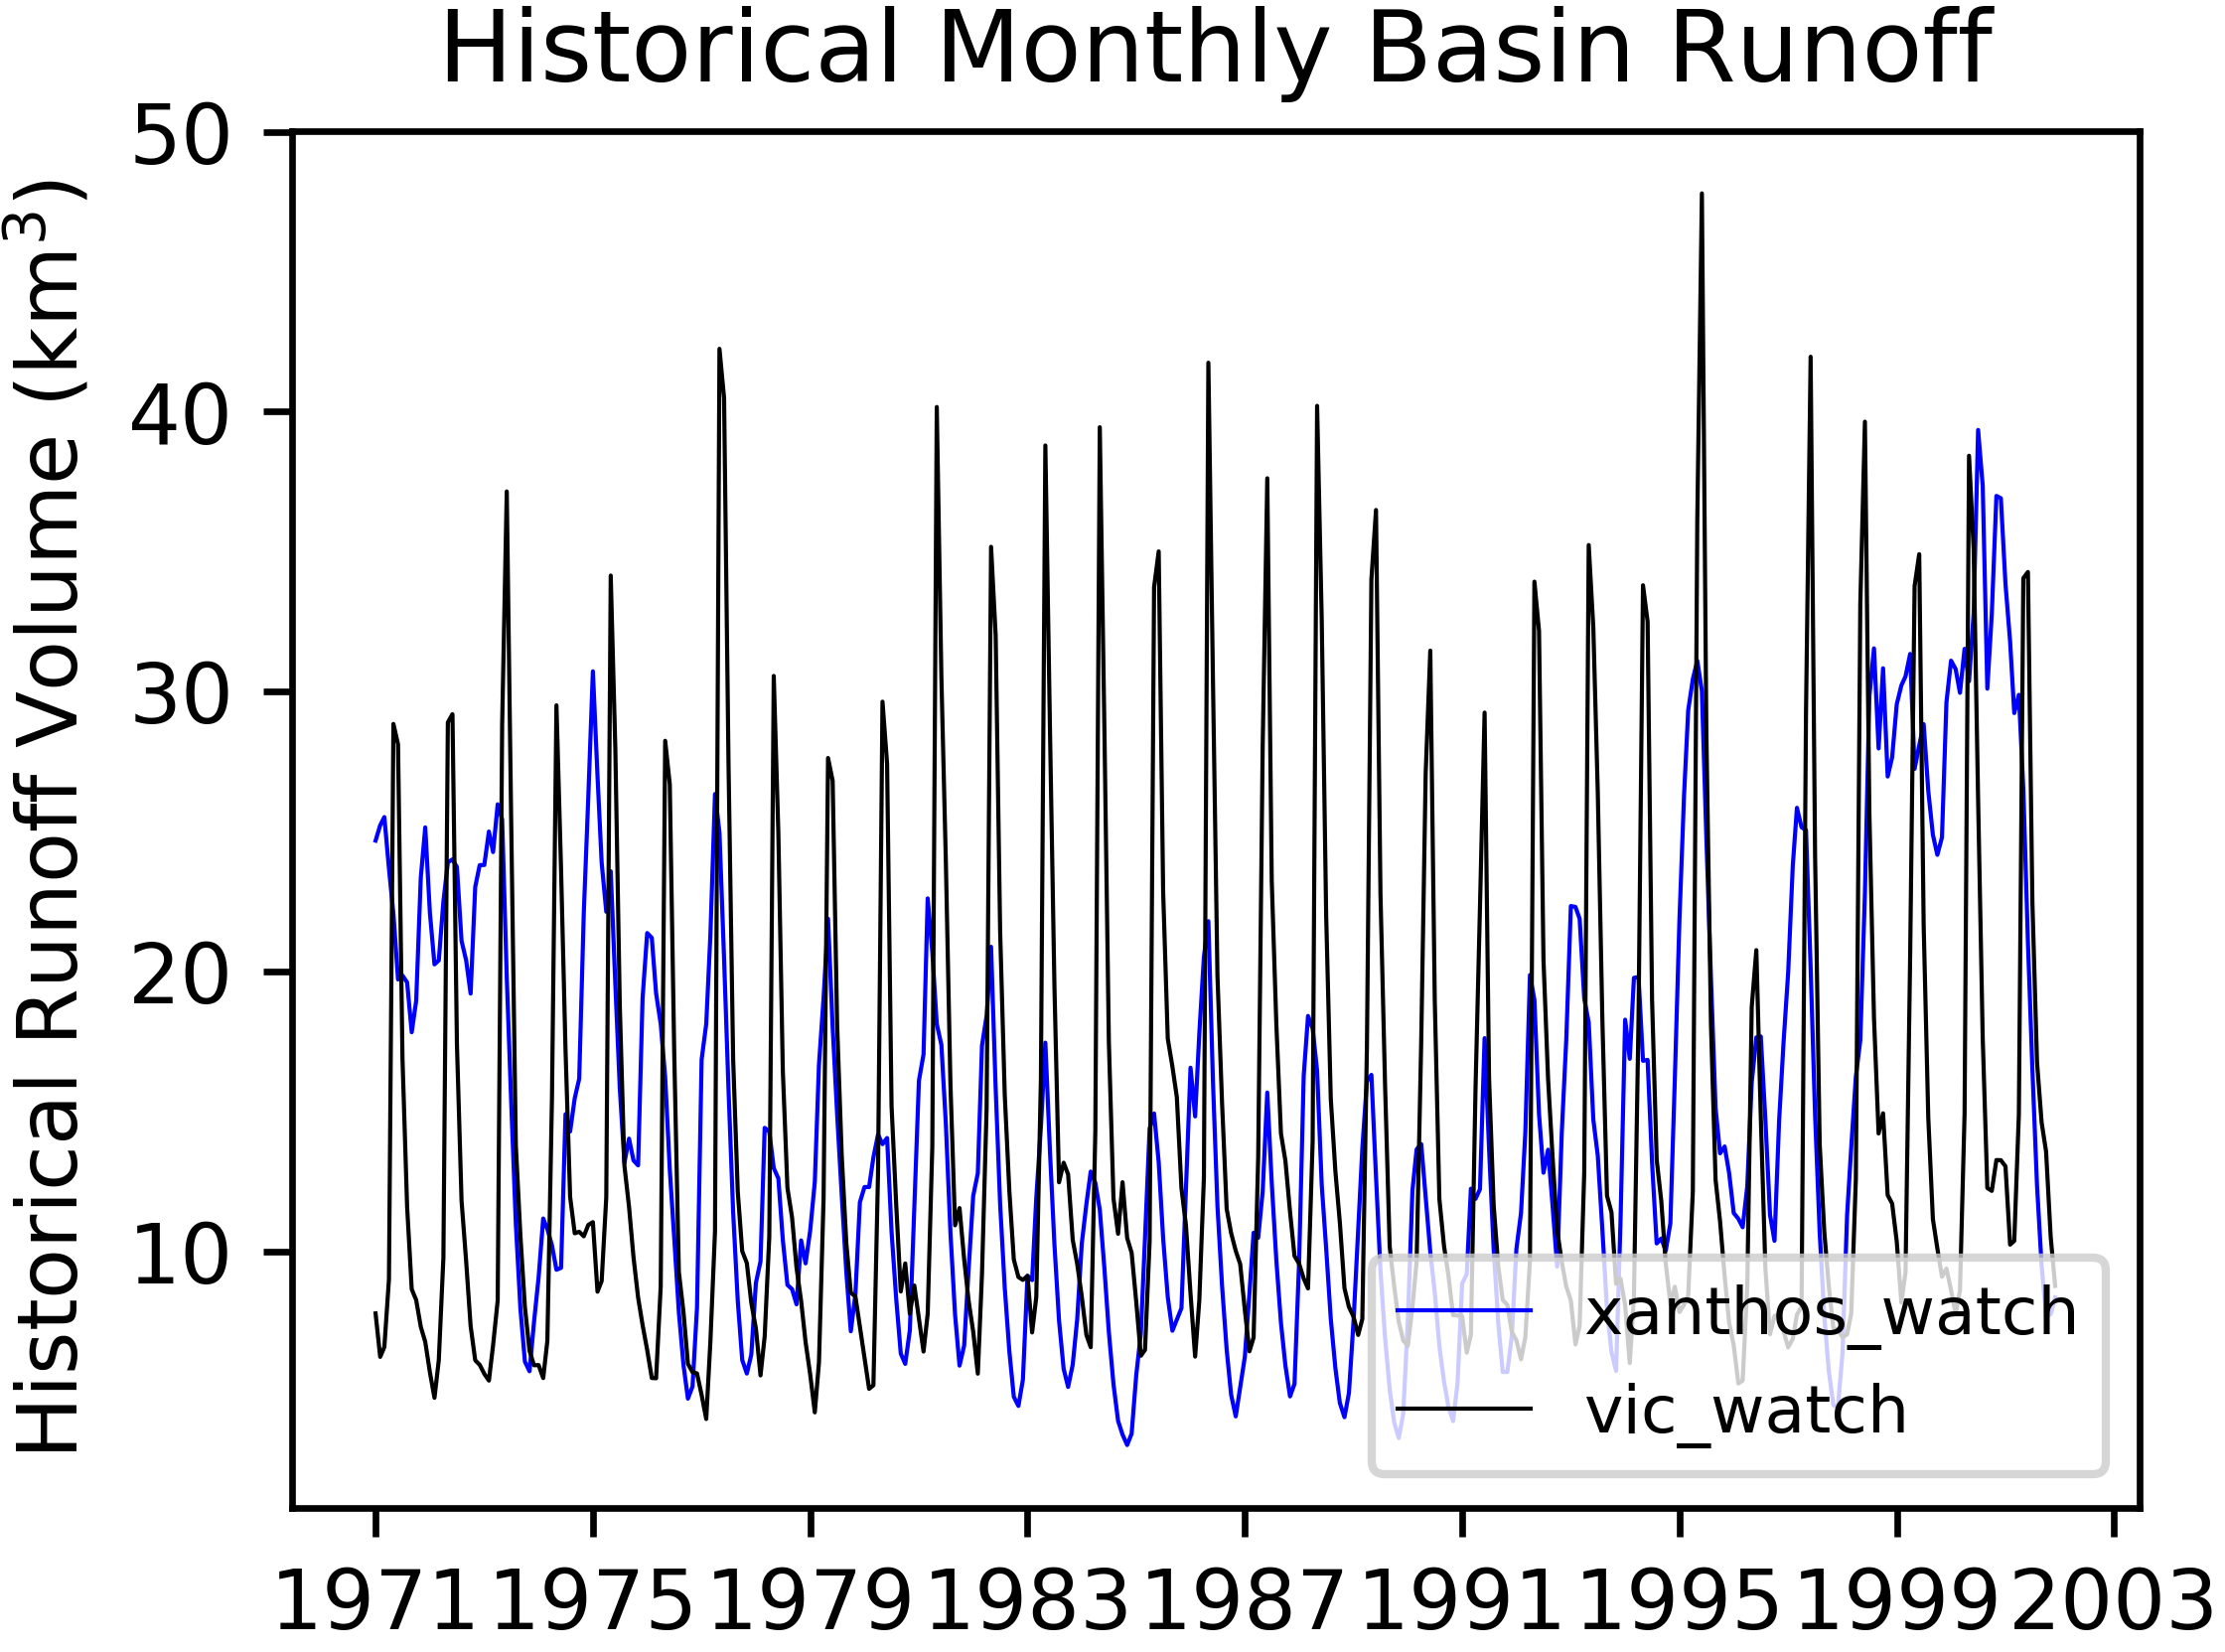 Historical Monthly Basin Runoff
Historical Runoff Volume (km³)
50
40
30
20
10
xanthos_watch
vic_watch
1971 1975 1979 1983 1987 1991 1995 1999 2003